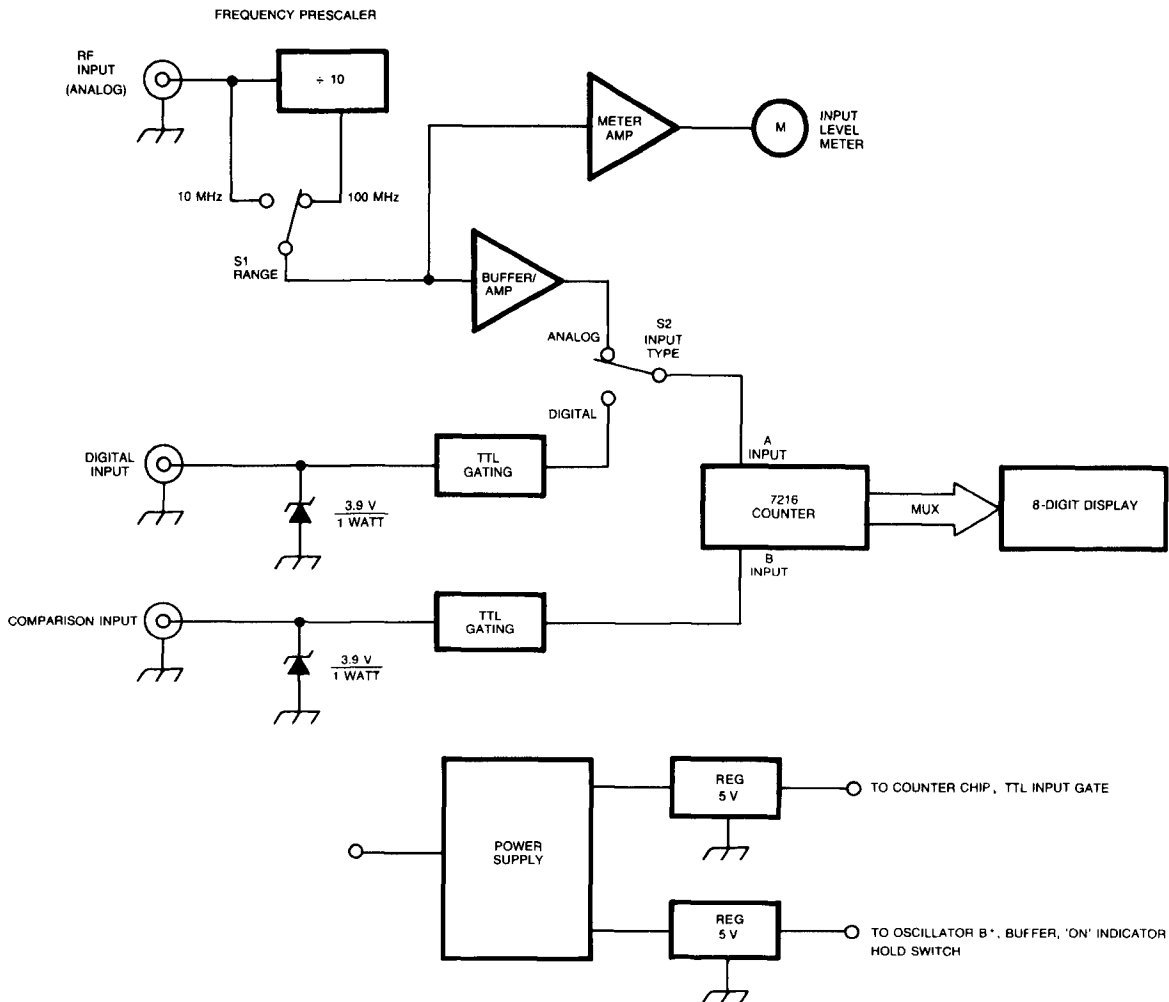 FREQUENCY PRESCALER
RF
INPUT
(ANALOG)
÷ 10
METER
AMP
M
INPUT
LEVEL
METER
10 MHz
100 MHz
S1
RANGE
BUFFER/
AMP
ANALOG
S2
INPUT
TYPE
DIGITAL
DIGITAL
INPUT
TTL
GATING
A
INPUT
3.9 V
1 WATT
7216
COUNTER
MUX
8-DIGIT DISPLAY
B
INPUT
COMPARISON INPUT
TTL
GATING
3.9 V
1 WATT
POWER
SUPPLY
REG
5 V
TO COUNTER CHIP, TTL INPUT GATE
REG
5 V
TO OSCILLATOR B+, BUFFER, 'ON' INDICATOR
HOLD SWITCH